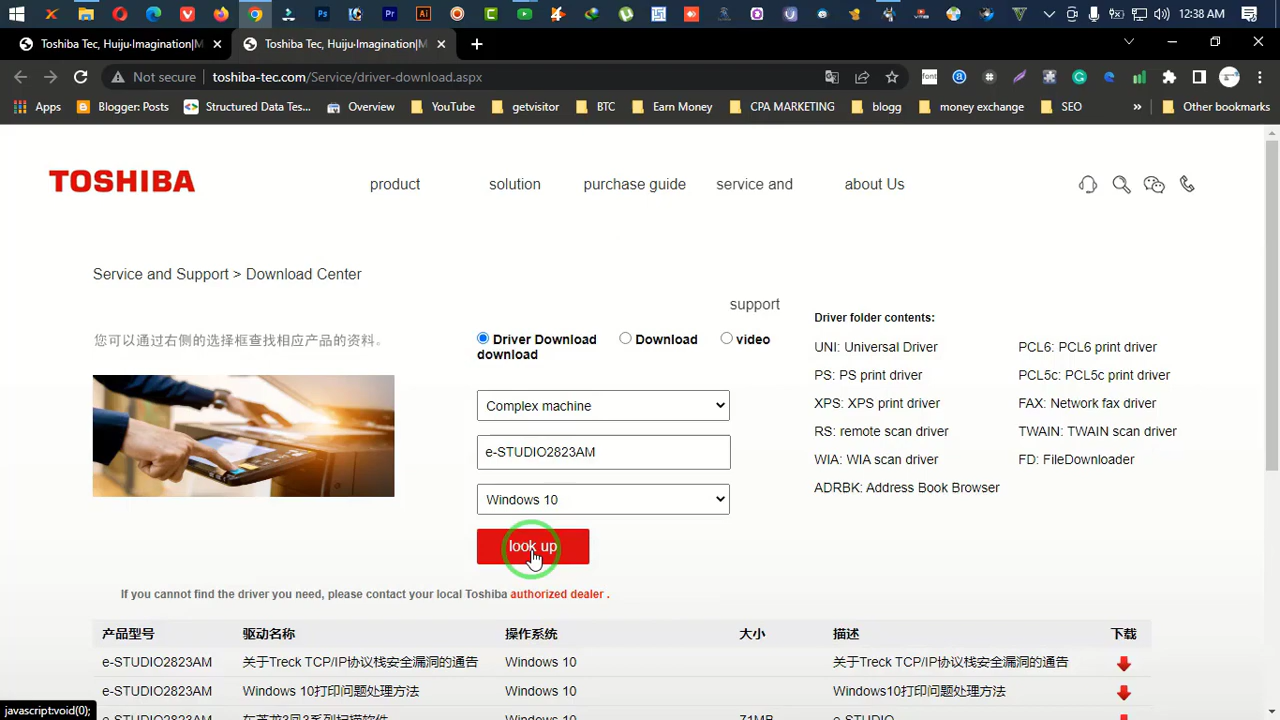 12:38 AM
Toshiba Tec, Huiju·Imagination|M
Toshiba Tec, Huiju·Imagination|M
Not secure
toshiba-tec.com/Service/driver-download.aspx
Apps
Blogger: Posts
Structured Data Tes...
Overview
YouTube
getvisitor
BTC
Earn Money
CPA MARKETING
blogg
money exchange
SEO
»
Other bookmarks
TOSHIBA
product
solution
purchase guide
service and
about Us
Service and Support > Download Center
support
您可以通过右侧的选择框查找相应产品的资料。
Driver Download
download
Download
video
Complex machine
e-STUDIO2823AM
Windows 10
look up
Driver folder contents:
UNI: Universal Driver
PCL6: PCL6 print driver
PS: PS print driver
PCL5c: PCL5c print driver
XPS: XPS print driver
FAX: Network fax driver
RS: remote scan driver
TWAIN: TWAIN scan driver
WIA: WIA scan driver
FD: FileDownloader
ADRBK: Address Book Browser
If you cannot find the driver you need, please contact your local Toshiba authorized dealer .
产品型号 驱动名称 操作系统 大小 描述 下载
e-STUDIO2823AM 关于Treck TCP/IP协议栈安全漏洞的通告 Windows 10 关于Treck TCP/IP协议栈安全漏洞的通告
e-STUDIO2823AM Windows 10打印问题处理方法 Windows 10 Windows10打印问题处理方法
e-STUDIO2823AM Windows 10 71MB e-STUDIO
javascript:void(0);